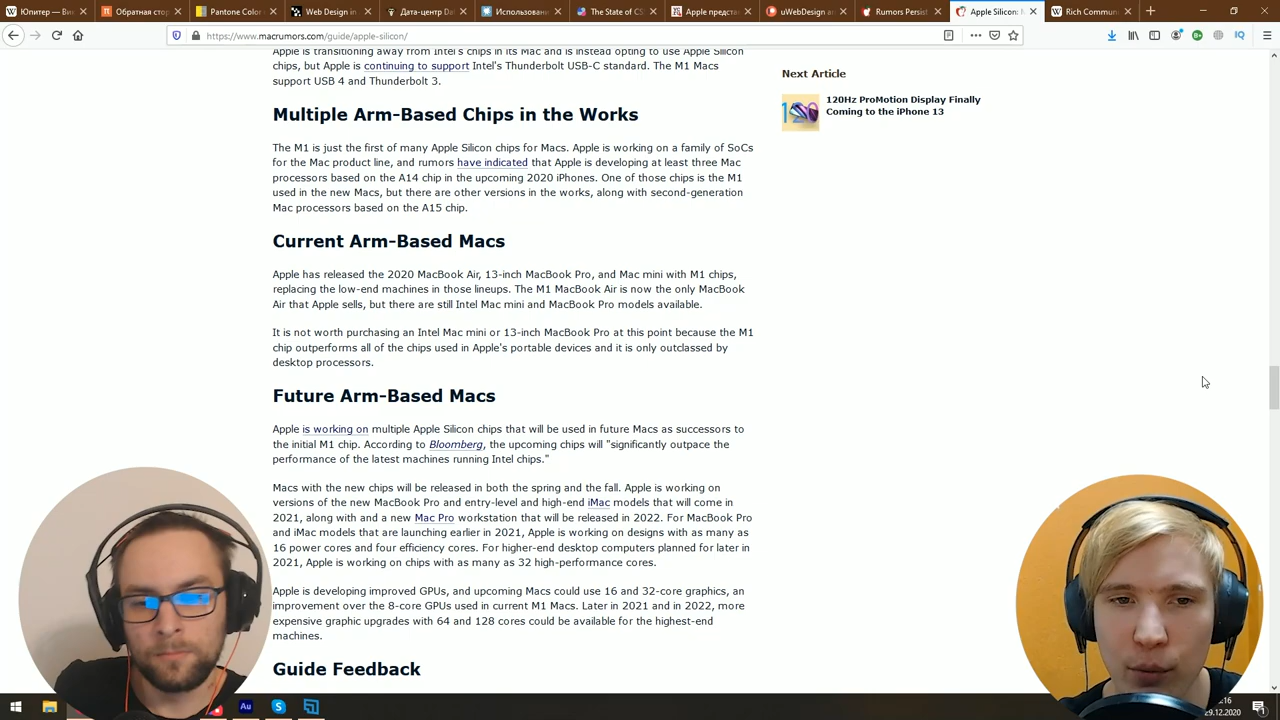 Юпитер — Вик
Обратная стор
Pantone Color o
Web Design in
Дата-центр Da
Использовани
The State of CS
Apple предста
uWebDesign a
Rumors Persist
Apple Silicon: A
Rich Commun
https://www.macrumors.com/guide/apple-silicon/
Apple is transitioning away from Intel's chips in its Mac and is instead opting to use Apple Silicon
chips, but Apple is continuing to support Intel's Thunderbolt USB-C standard. The M1 Macs
support USB 4 and Thunderbolt 3.
Next Article
120Hz ProMotion Display Finally
Coming to the iPhone 13
Multiple Arm-Based Chips in the Works
The M1 is just the first of many Apple Silicon chips for Macs. Apple is working on a family of SoCs
for the Mac product line, and rumors have indicated that Apple is developing at least three Mac
processors based on the A14 chip in the upcoming 2020 iPhones. One of those chips is the M1
used in the new Macs, but there are other versions in the works, along with second-generation
Mac processors based on the A15 chip.
Current Arm-Based Macs
Apple has released the 2020 MacBook Air, 13-inch MacBook Pro, and Mac mini with M1 chips,
replacing the low-end machines in those lineups. The M1 MacBook Air is now the only MacBook
Air that Apple sells, but there are still Intel Mac mini and MacBook Pro models available.
It is not worth purchasing an Intel Mac mini or 13-inch MacBook Pro at this point because the M1
chip outperforms all of the chips used in Apple's portable devices and it is only outclassed by
desktop processors.
Future Arm-Based Macs
Apple is working on multiple Apple Silicon chips that will be used in future Macs as successors to
the initial M1 chip. According to Bloomberg, the upcoming chips will "significantly outpace the
performance of the latest machines running Intel chips."
Macs with the new chips will be released in both the spring and the fall. Apple is working on
versions of the new MacBook Pro and entry-level and high-end iMac models that will come in
2021, along with and a new Mac Pro workstation that will be released in 2022. For MacBook Pro
and iMac models that are launching earlier in 2021, Apple is working on designs with as many as
16 power cores and four efficiency cores. For higher-end desktop computers planned for later in
2021, Apple is working on chips with as many as 32 high-performance cores.
Apple is developing improved GPUs, and upcoming Macs could use 16 and 32-core graphics, an
improvement over the 8-core GPUs used in current M1 Macs. Later in 2021 and in 2022, more
expensive graphic upgrades with 64 and 128 cores could be available for the highest-end
machines.
Guide Feedback
Au
:16
29.12.2020